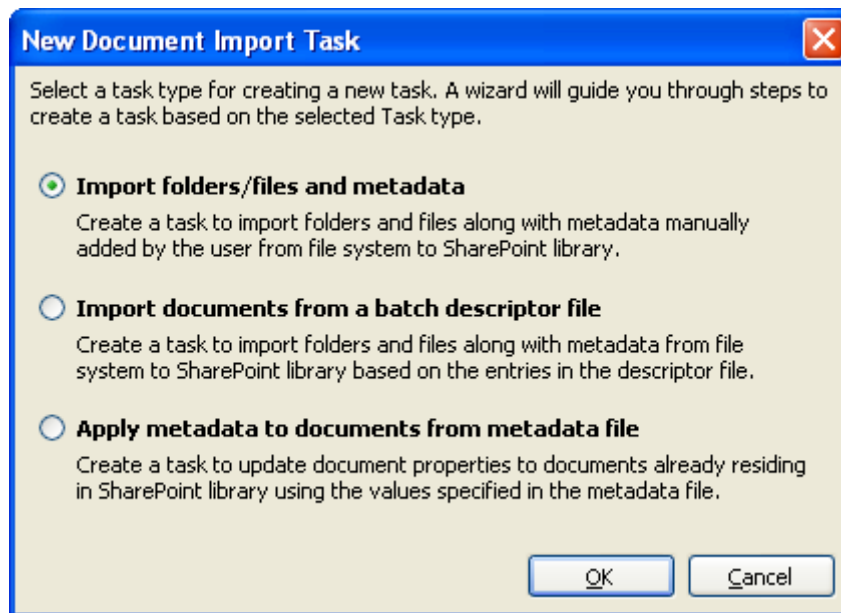 New Document Import Task
Select a task type for creating a new task. A wizard will guide you through steps to
create a task based on the selected Task type.
Import folders/files and metadata
Create a task to import folders and files along with metadata manually
added by the user from file system to SharePoint library.
Import documents from a batch descriptor file
Create a task to import folders and files along with metadata from file
system to SharePoint library based on the entries in the descriptor file.
Apply metadata to documents from metadata file
Create a task to update document properties to documents already residing
in SharePoint library using the values specified in the metadata file.
OK
Cancel